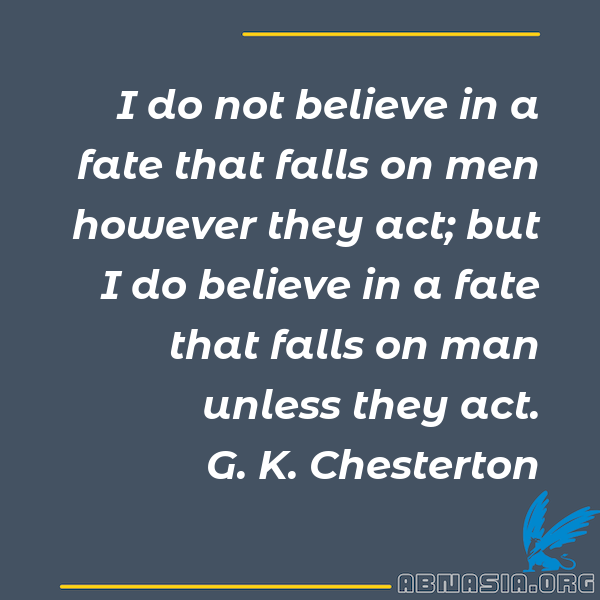 I do not believe in a
fate that falls on men
however they act; but
I do believe in a fate
that falls on man
unless they act.
G. K. Chesterton
ABNASIA.ORG